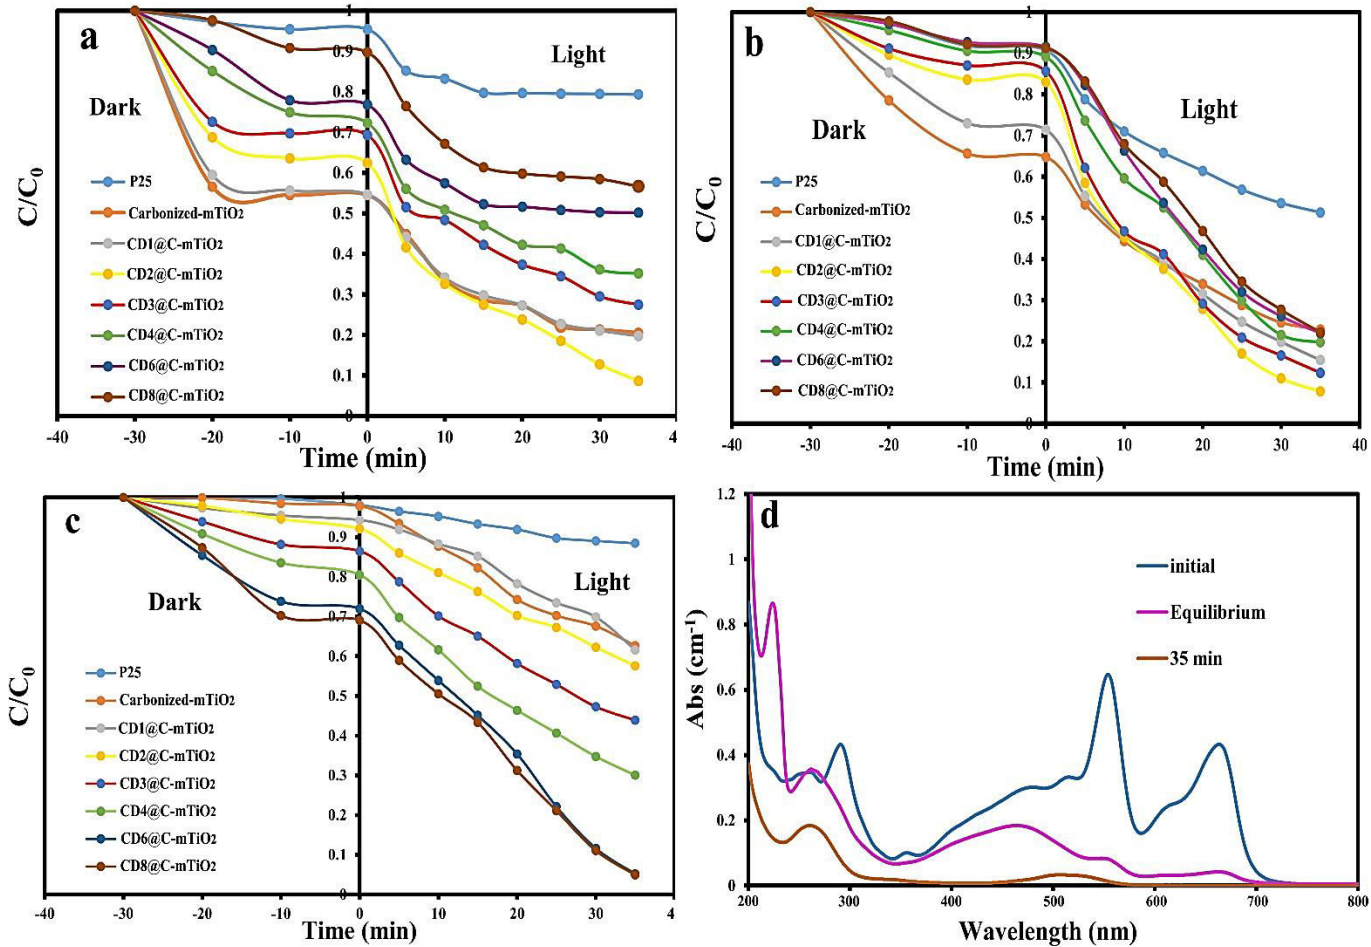 a
Dark
Light
C/C0
1
0.9
0.8
0.7
0.6
0.5
0.4
0.3
0.2
0.1
0
P25
Carbonized-mTiO2
CD1@C-mTiO2
CD2@C-mTiO2
CD3@C-mTiO2
CD4@C-mTiO2
CD6@C-mTiO2
CD8@C-mTiO2
-40 -30 -20 -10 0 10 20 30 4
Time (min)
b
Dark
Light
C/C0
1
0.9
0.8
0.7
0.6
0.5
0.4
0.3
0.2
0.1
0
P25
Carbonized-mTiO2
CD1@C-mTiO2
CD2@C-mTiO2
CD3@C-mTiO2
CD4@C-mTiO2
CD6@C-mTiO2
CD8@C-mTiO2
-40 -30 -20 -10 0 10 20 30 40
Time (min)
c
Dark
Light
C/C0
1
0.9
0.8
0.7
0.6
0.5
0.4
0.3
0.2
0.1
0
P25
Carbonized-mTiO2
CD1@C-mTiO2
CD2@C-mTiO2
CD3@C-mTiO2
CD4@C-mTiO2
CD6@C-mTiO2
CD8@C-mTiO2
-40 -30 -20 -10 0 10 20 30 4
Time (min)
d
Abs (cm-1)
1.2
1
0.8
0.6
0.4
0.2
0
initial
Equilibrium
35 min
200 300 400 500 600 700 800
Wavelength (nm)